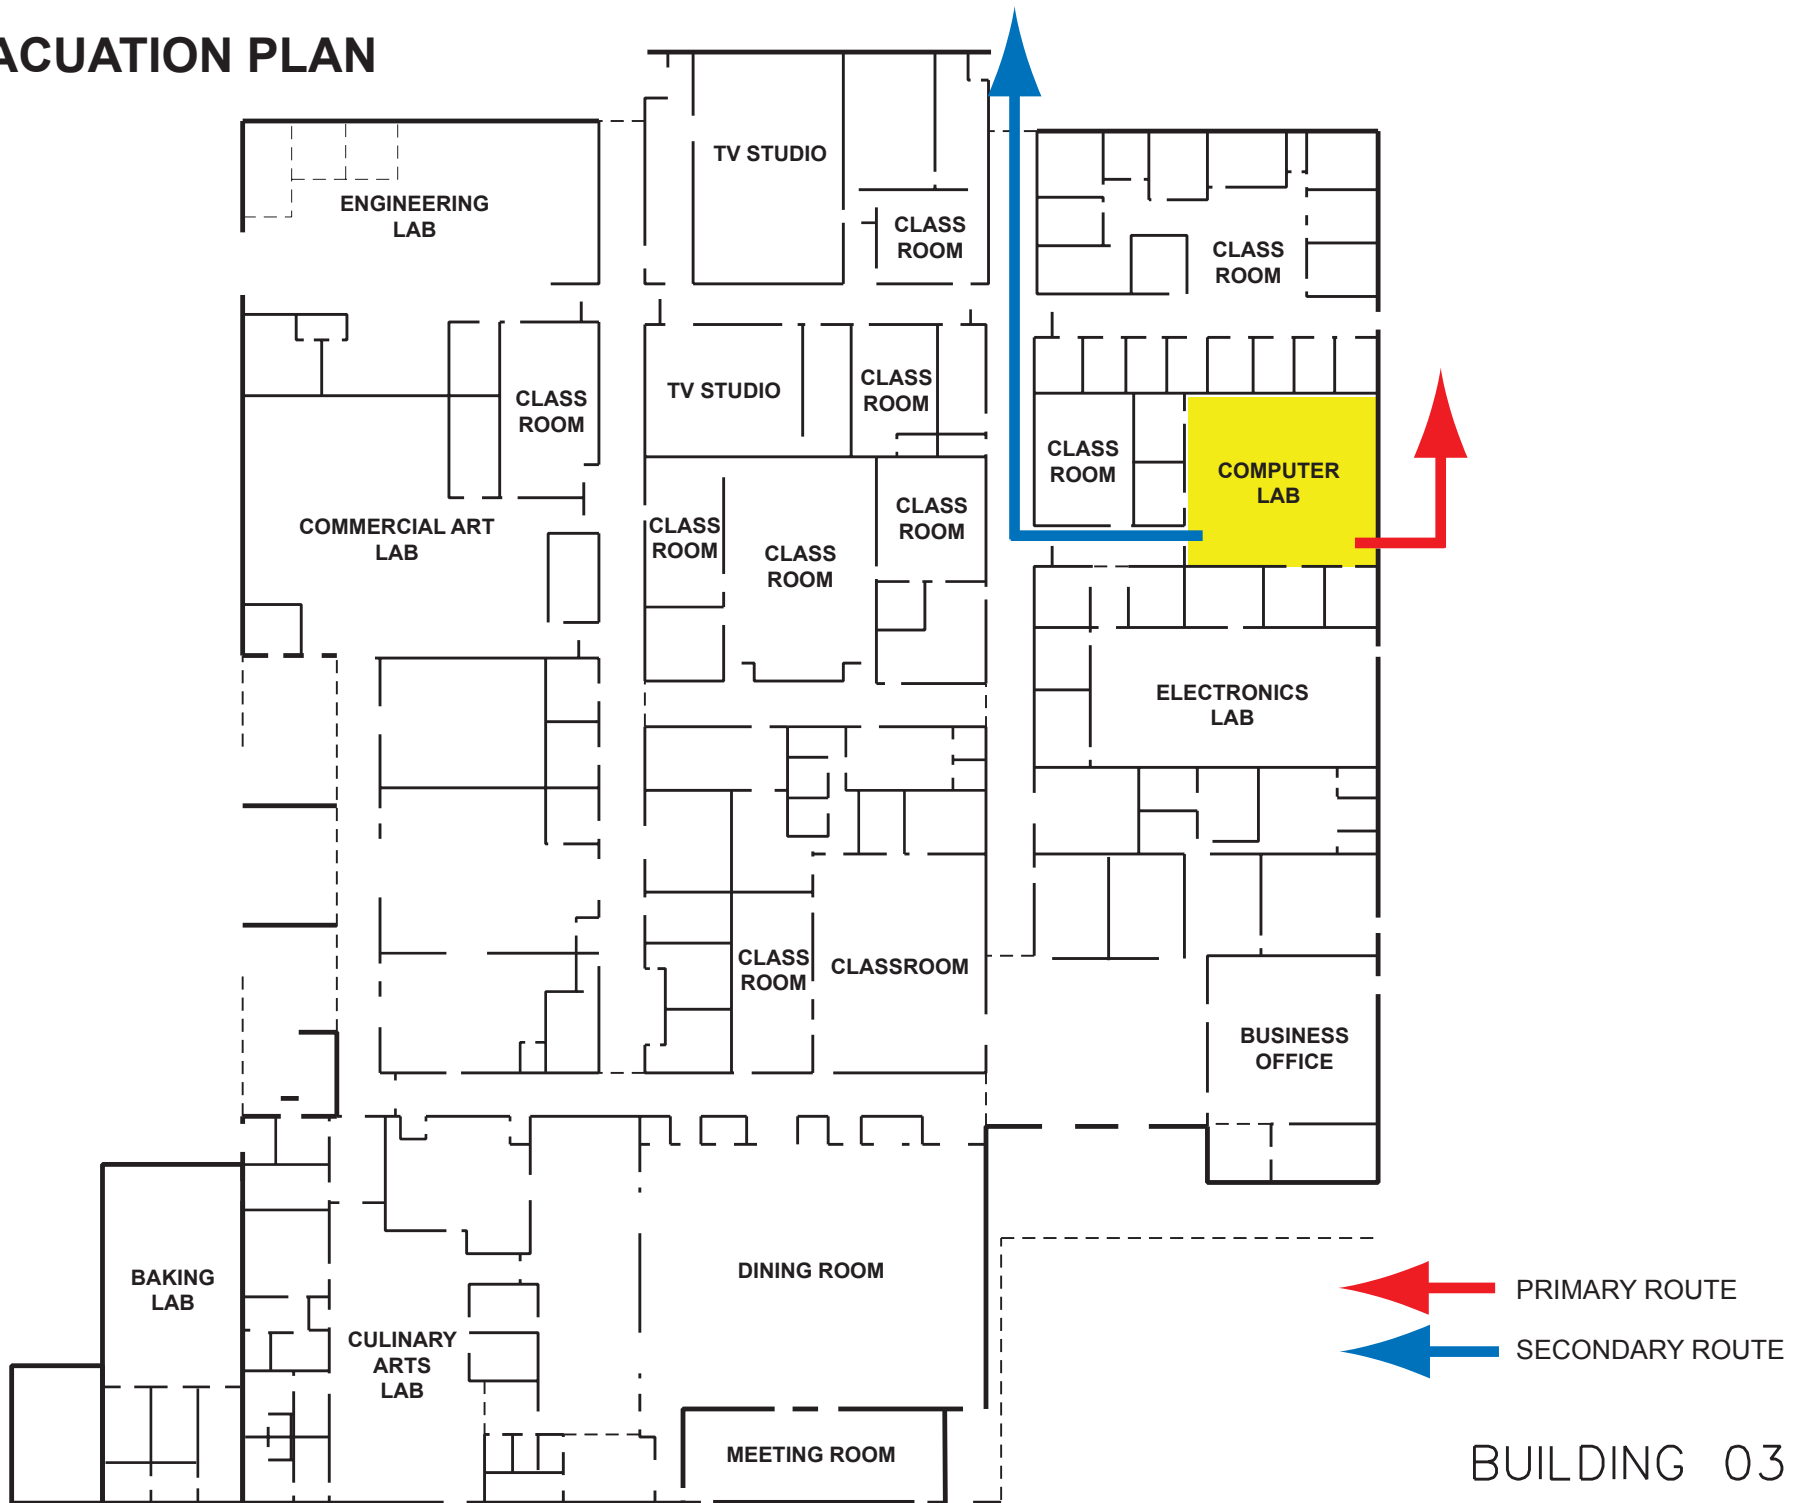 ACUATION PLAN
TV STUDIO
ENGINEERING
LAB
CLASS
ROOM
CLASS
ROOM
TV STUDIO
CLASS
ROOM
CLASS
ROOM
CLASS
ROOM
COMPUTER
LAB
COMMERCIAL ART
LAB
CLASS
ROOM
CLASS
ROOM
CLASS
ROOM
ELECTRONICS
LAB
CLASS
ROOM
CLASSROOM
BUSINESS
OFFICE
BAKING
LAB
DINING ROOM
CULINARY
ARTS
LAB
MEETING ROOM
PRIMARY ROUTE
SECONDARY ROUTE
BUILDING 03